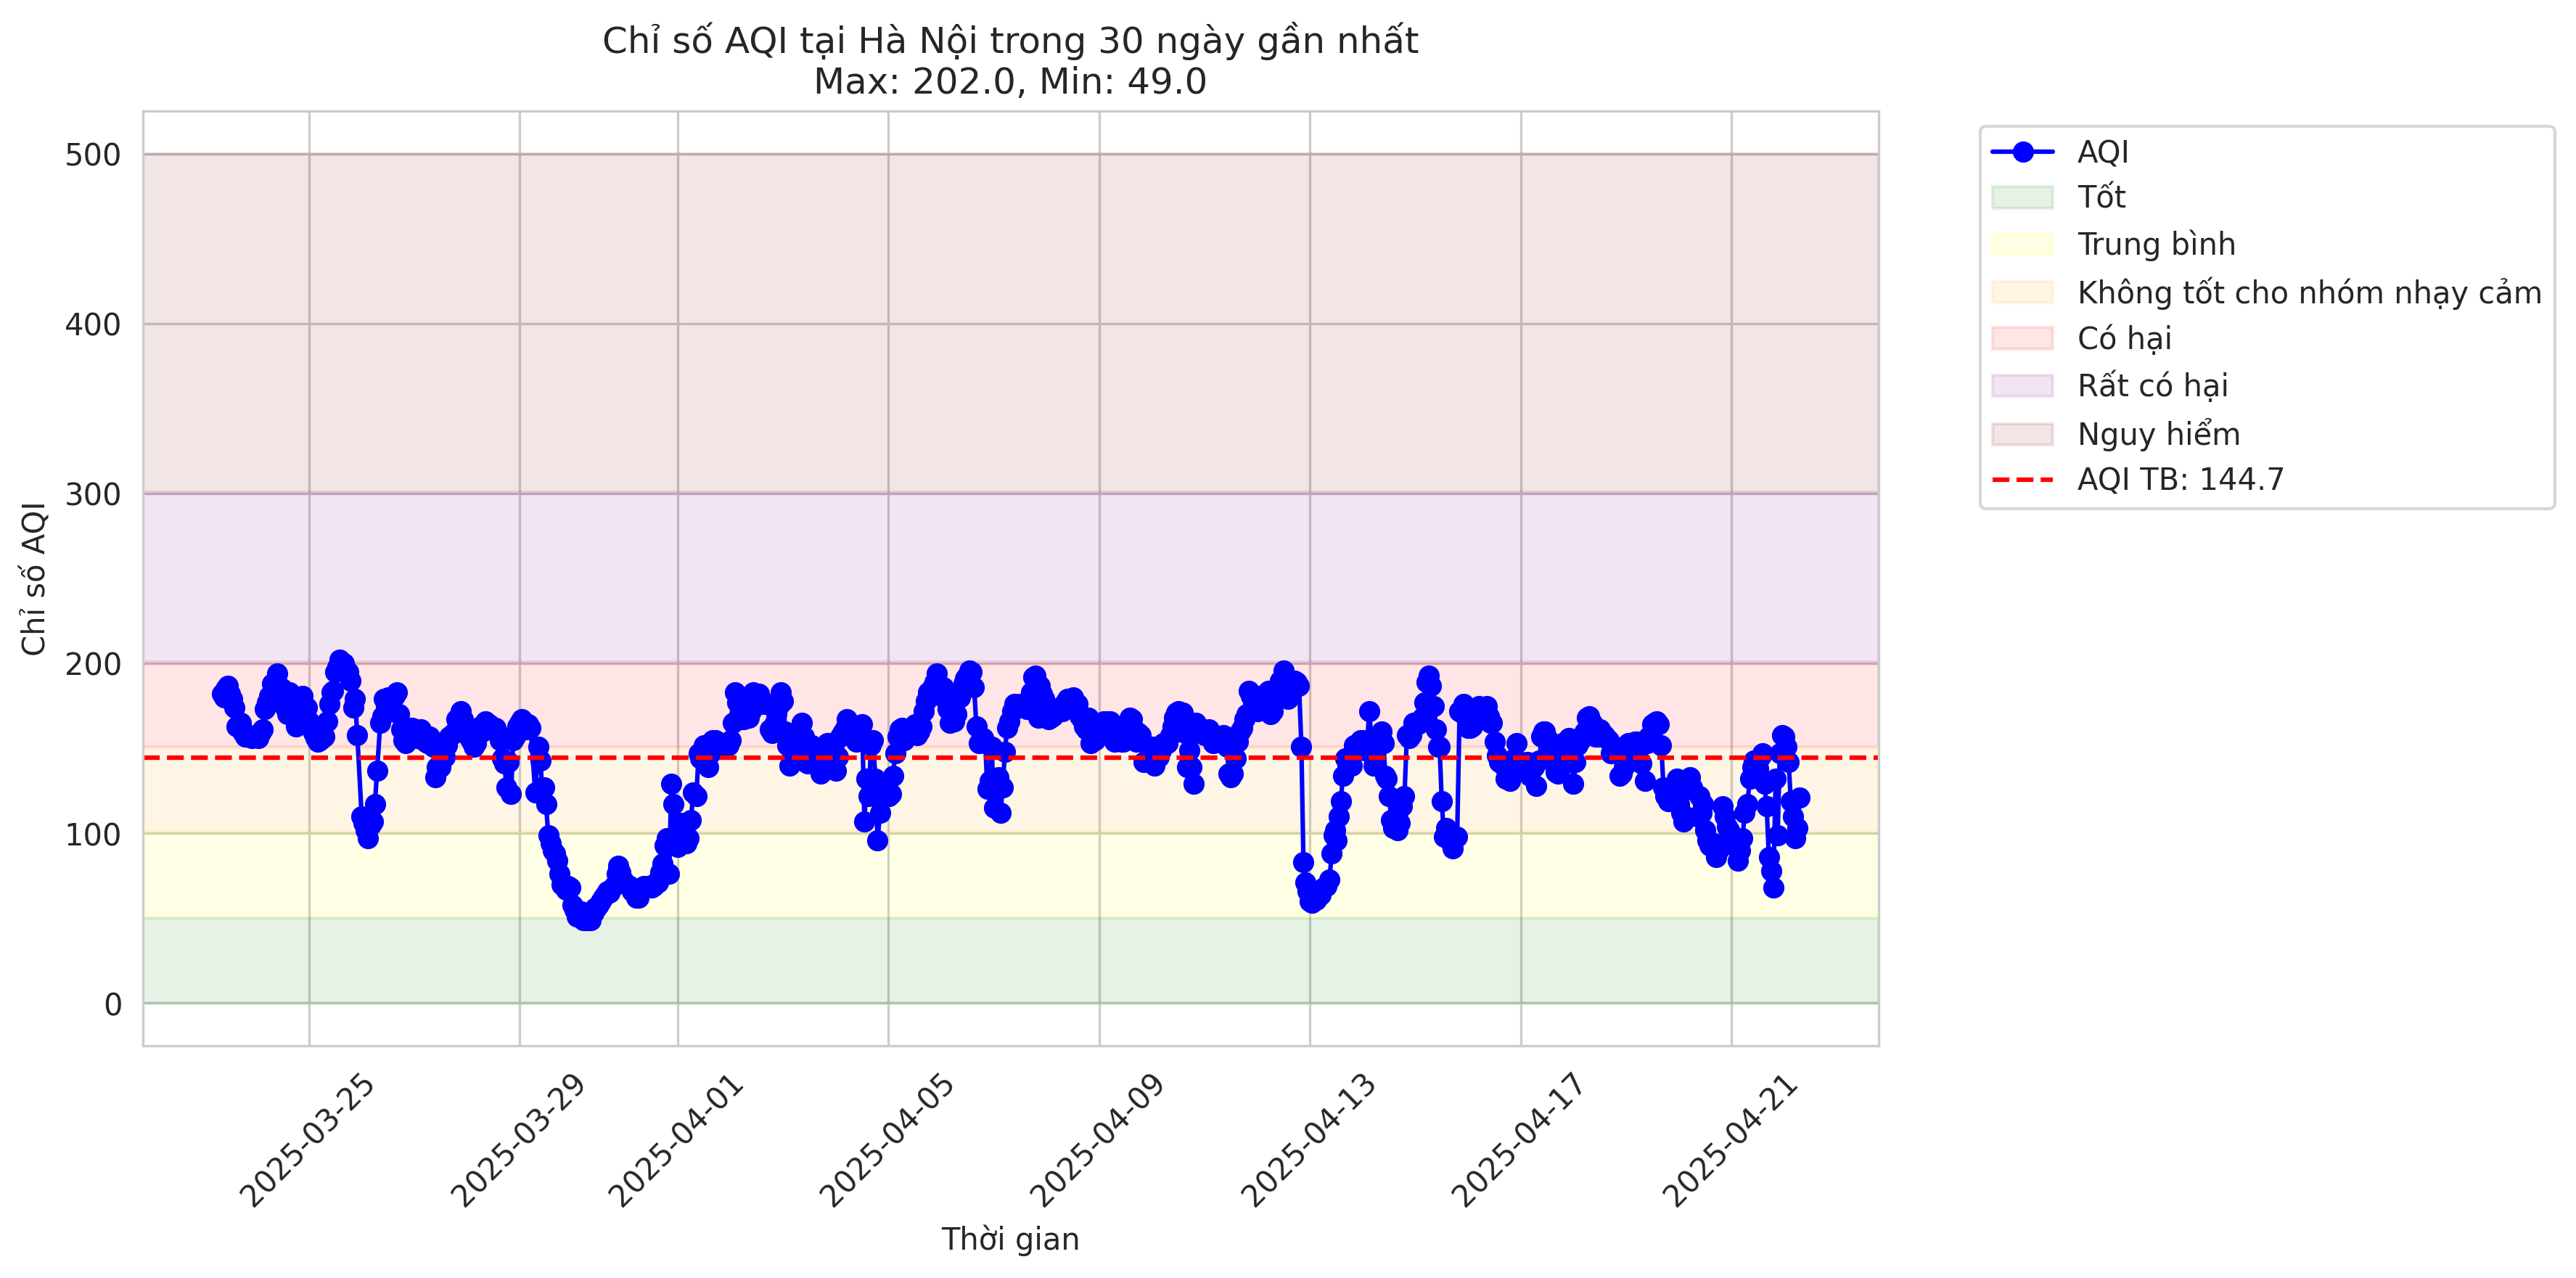 Chỉ số AQI tại Hà Nội trong 30 ngày gần nhất
Max: 202.0, Min: 49.0
Chỉ số AQI
500
400
300
200
100
0
2025-03-25
2025-03-29
2025-04-01
2025-04-05
2025-04-09
2025-04-13
2025-04-17
2025-04-21
Thời gian
AQI
Tốt
Trung bình
Không tốt cho nhóm nhạy cảm
Có hại
Rất có hại
Nguy hiểm
AQI TB: 144.7